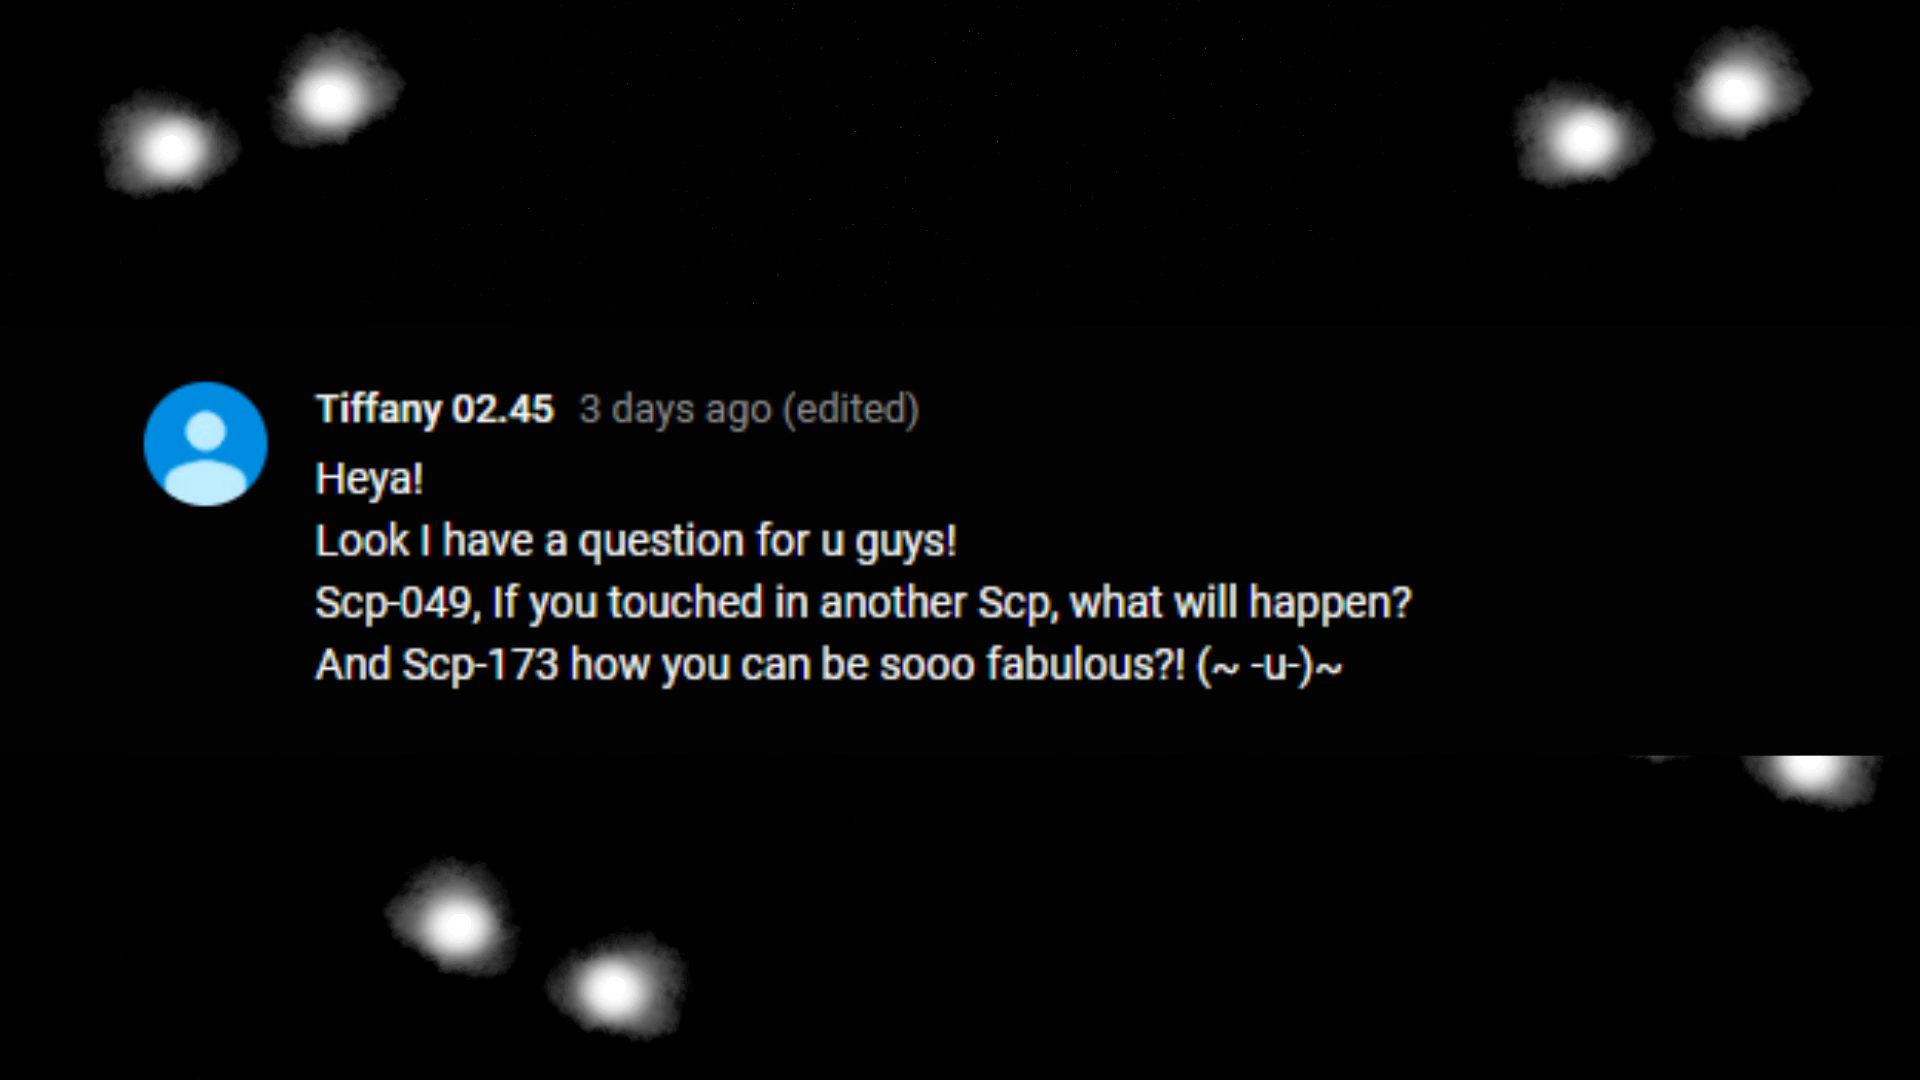 Tiffany 02.45 3 days ago (edited)
Heya!
Look I have a question for u guys!
Scp-049, If you touched in another Scp, what will happen?
And Scp-173 how you can be sooo fabulous?! (~ -u-)~